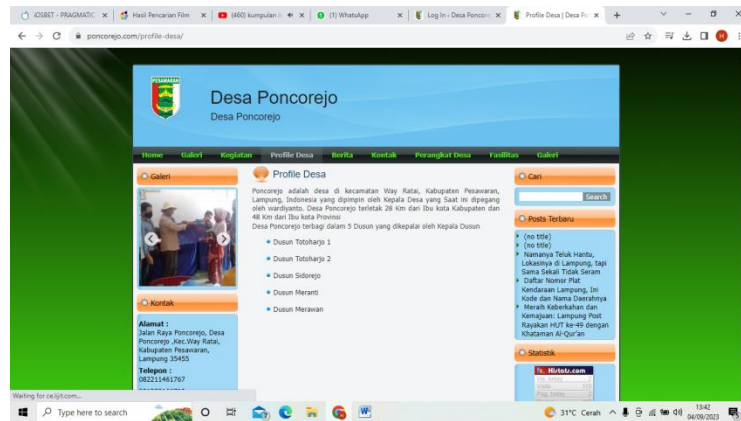 iOSBET - PRAGMATIC
Hasil Pencarian Film
(460) kumpulan
(1) WhatsApp
Log In ‹ Desa Poncore
Profile Desa | Desa Po
poncorejo.com/profile-desa/
PESAWARAN
Desa Poncorejo
Desa Poncorejo
Home Galeri Kegiatan Profile Desa Berita Kontak Perangkat Desa Fasilitas Galeri
Galeri
Kontak
Alamat :
Jalan Raya Poncorejo, Desa
Poncorejo ,Kec.Way Ratai,
Kabupaten Pesawaran,
Lampung 35455
Telepon :
082211461767
Profile Desa
Poncorejo adalah desa di kecamatan Way Ratai, Kabupaten Pesawaran,
Lampung, Indonesia yang dipimpin oleh Kepala Desa yang Saat ini dipegang
oleh wardiyanto. Desa Poncorejo terletak 28 Km dari Ibu kota Kabupaten dan
48 Km dari Ibu kota Provinsi
Desa Poncorejo terbagi dalam 5 Dusun yang dikepalai oleh Kepala Dusun
Dusun Totoharjo 1
Dusun Totoharjo 2
Dusun Sidorejo
Dusun Meranti
Dusun Merawan
Cari
Search
Posts Terbaru
(no title)
(no title)
Namanya Teluk Hantu,
Lokasinya di Lampung, tapi
Sama Sekali Tidak Seram
Daftar Nomor Plat
Kendaraan Lampung, Ini
Kode dan Nama Daerahnya
Meraih Keberkahan dan
Kemajuan: Lampung Post
Rayakan HUT ke-49 dengan
Khataman Al-Qur'an
Statistik
Histats.com
Waiting for ce.lijit.com...
Type here to search
31°C Cerah
13:42
04/09/2023